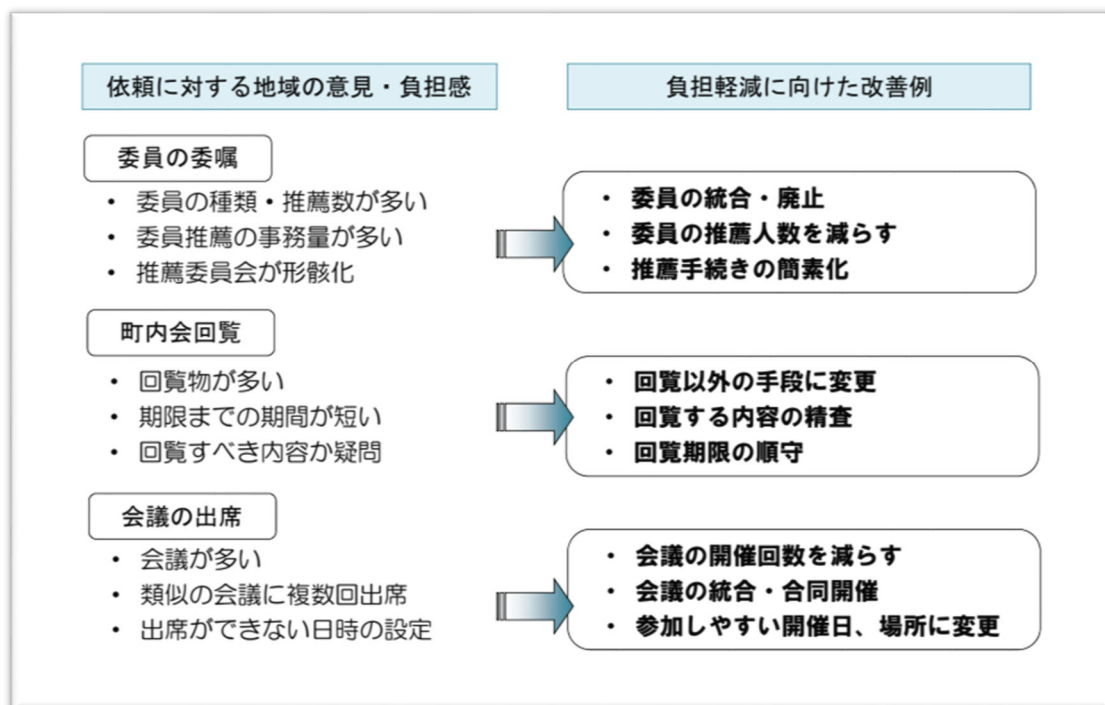 依頼に対する地域の意見・負担感
負担軽減に向けた改善例
委員の委嘱
・ 委員の種類・推薦数が多い
・ 委員推薦の事務量が多い
・ 推薦委員会が形骸化
・ 委員の統合・廃止
・ 委員の推薦人数を減らす
・ 推薦手続きの簡素化
町内会回覧
・ 回覧物が多い
・ 期限までの期間が短い
・ 回覧すべき内容か疑問
・ 回覧以外の手段に変更
・ 回覧する内容の精査
・ 回覧期限の順守
会議の出席
・ 会議が多い
・ 類似の会議に複数回出席
・ 出席ができない日時の設定
・ 会議の開催回数を減らす
・ 会議の統合・合同開催
・ 参加しやすい開催日、場所に変更